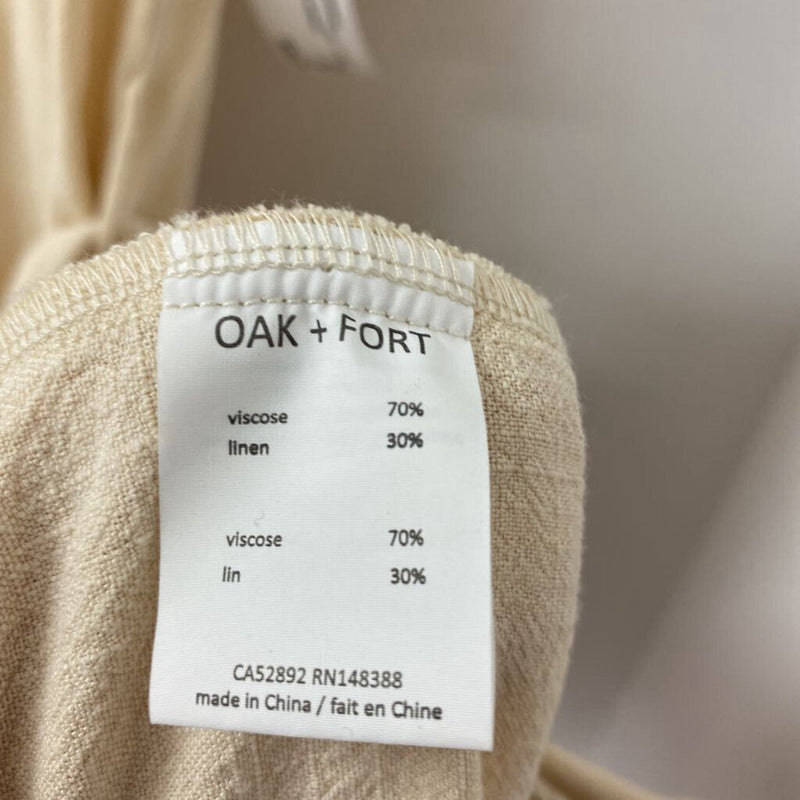 OAK + FORT
viscose 70%
linen 30%
viscose 70%
lin 30%
CA52892 RN148388
made in China / fait en Chine